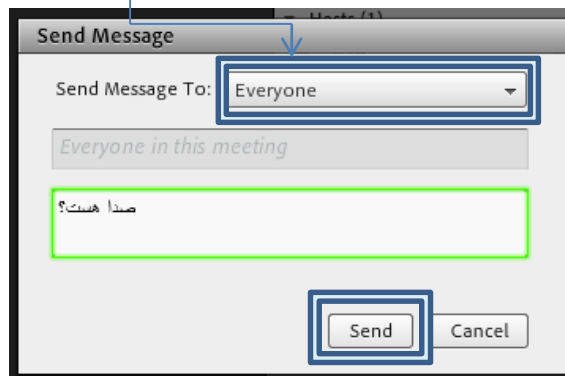 Hosts (1)
Send Message
Send Message To: Everyone
Everyone in this meeting
صدا هست؟
Send Cancel